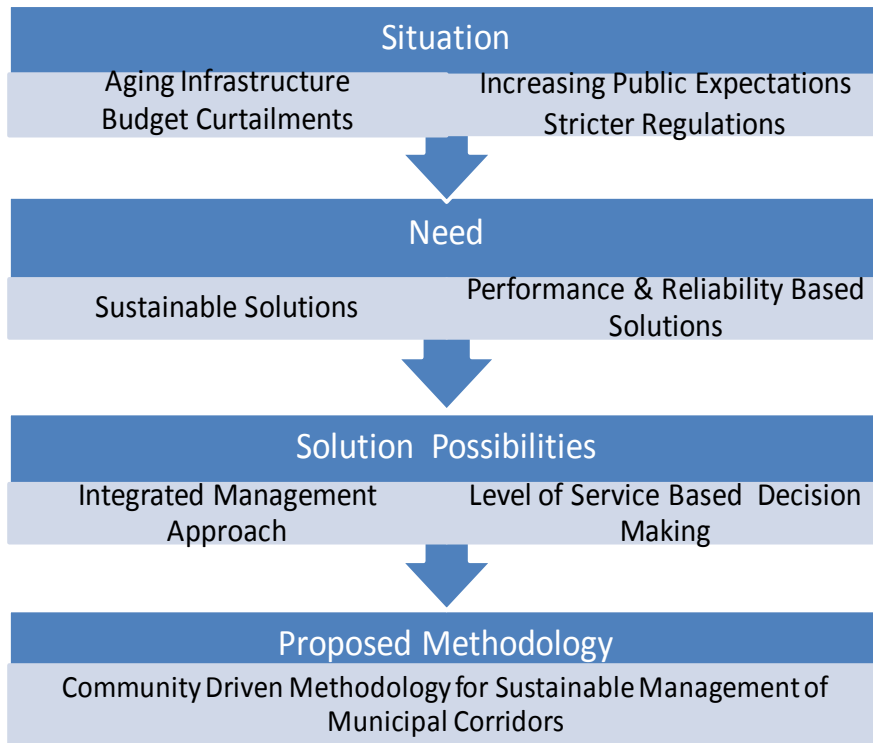 Situation
Aging Infrastructure
Budget Curtailments
Increasing Public Expectations
Stricter Regulations
Need
Sustainable Solutions
Performance & Reliability Based
Solutions
Solution Possibilities
Integrated Management
Approach
Level of Service Based Decision
Making
Proposed Methodology
Community Driven Methodology for Sustainable Management of
Municipal Corridors